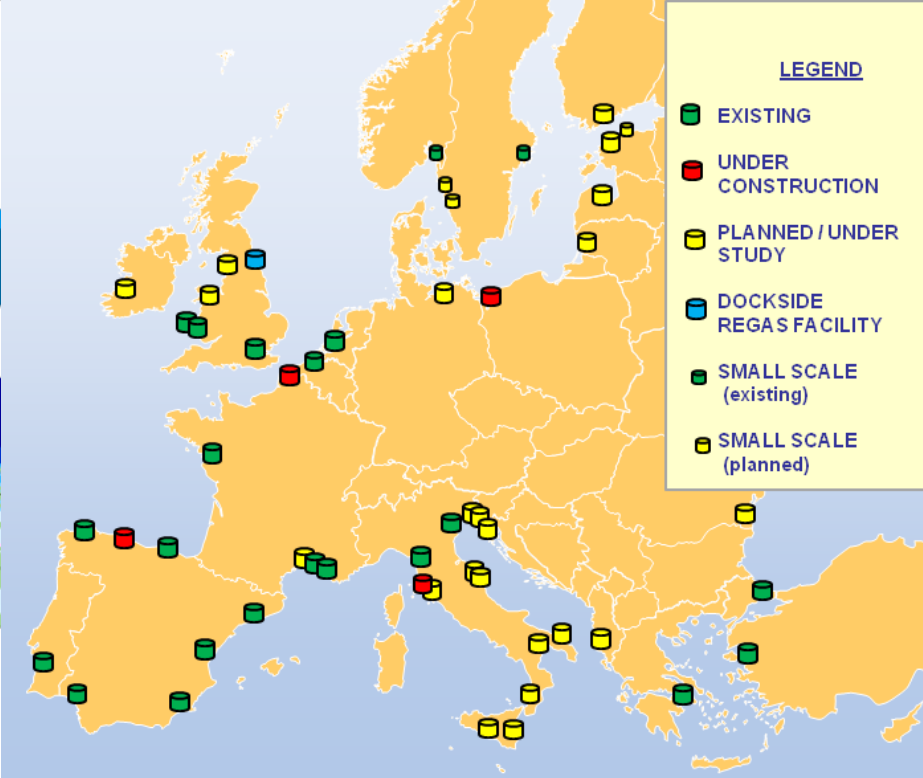 LEGEND
EXISTING
UNDER
CONSTRUCTION
PLANNED / UNDER
STUDY
DOCKSIDE
REGAS FACILITY
SMALL SCALE
(existing)
SMALL SCALE
(planned)